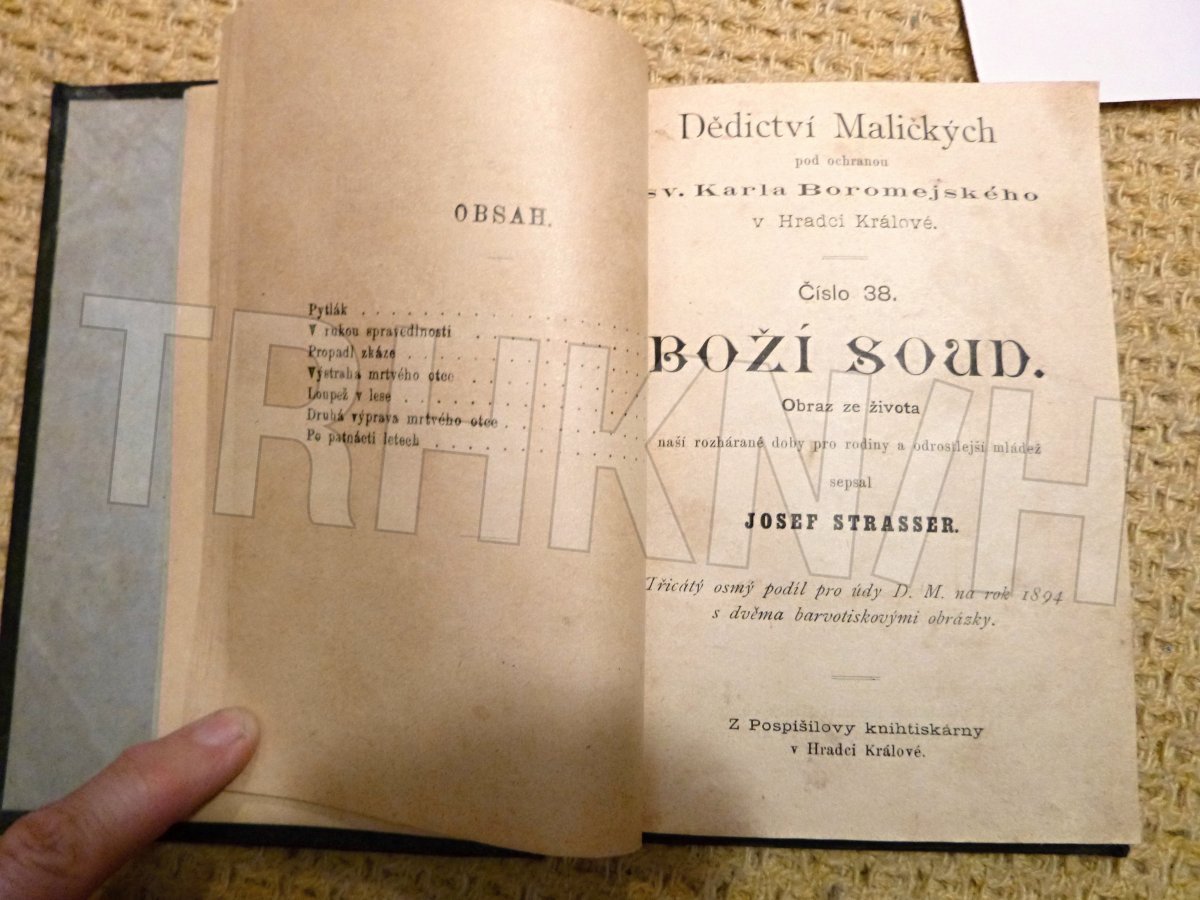 OBSAH.
Pytlák
V rukou spravedlnosti
Propadl zkáze
Výstraha mrtvého otce
Loupež v lese
Druhá výprava mrtvého otce
Po patnácti letech
Dědictví Maličkých
pod ochranou
sv. Karla Boromejského
v Hradci Králové.
Číslo 38.
BOŽÍ SOUD.
Obraz ze života
naší rozhárané doby pro rodiny a odrostlejší mládež
sepsal
JOSEF STRASSER.
Třicátý osmý podíl pro údy D. M. na rok 1894
s dvěma barvotiskovými obrázky.
Z Pospíšilovy knihtiskárny
v Hradci Králové.
TRHKNIH